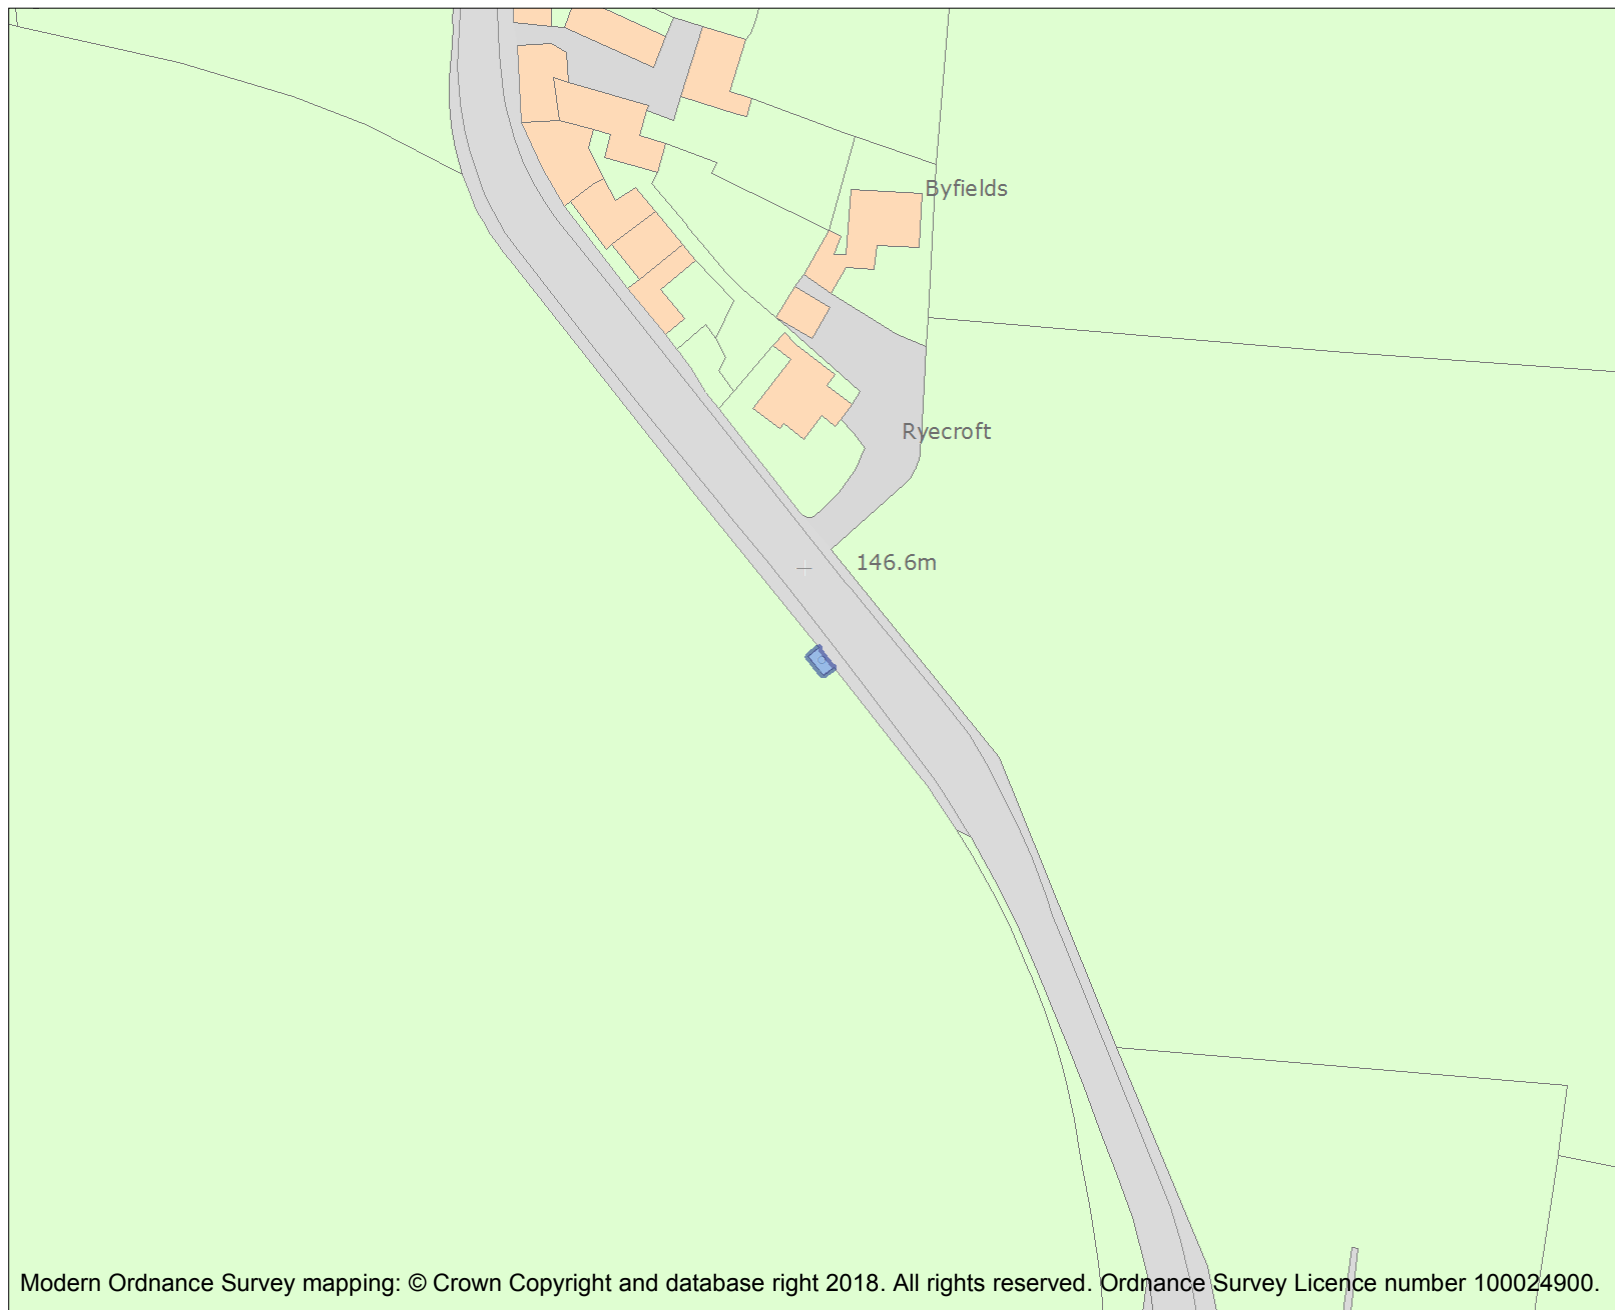 Byfields
Ryecroft
146.6m
Modern Ordnance Survey mapping: © Crown Copyright and database right 2018. All rights reserved. Ordnance Survey Licence number 100024900.